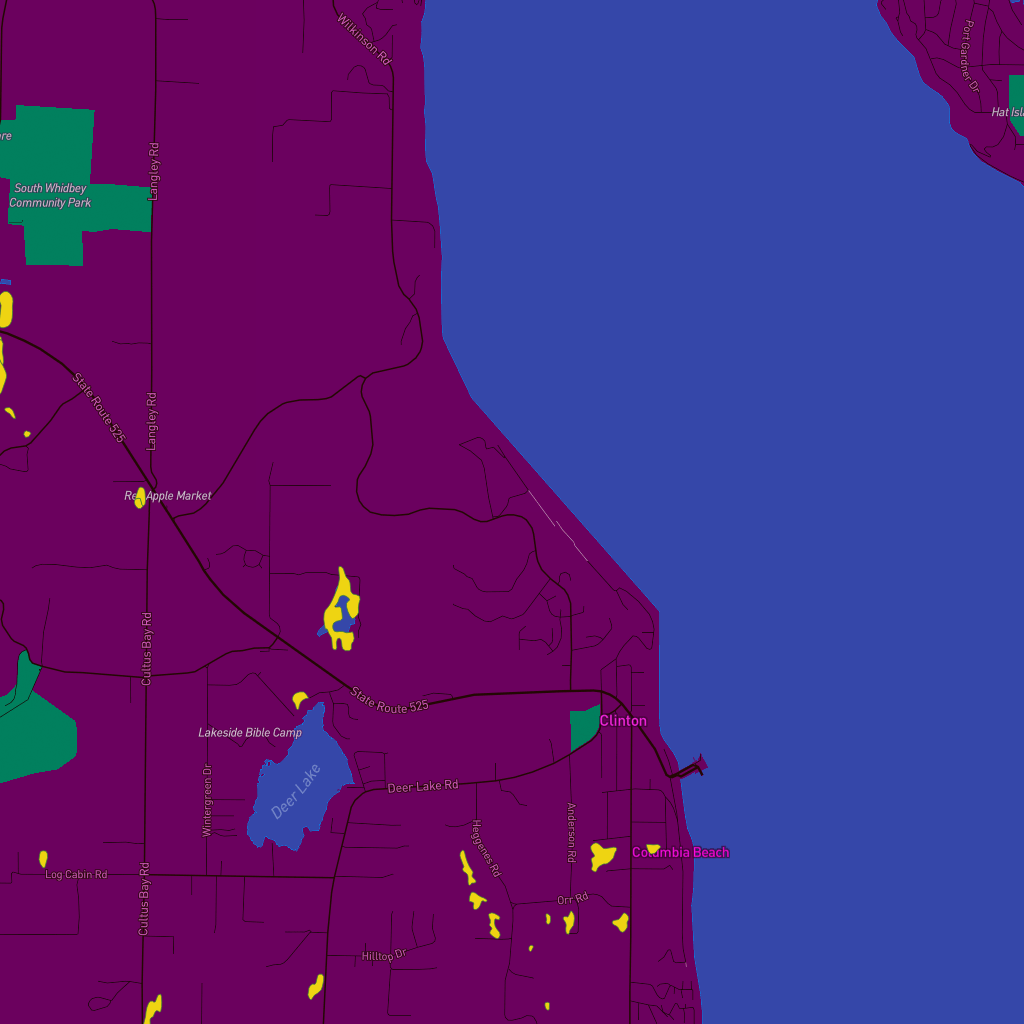 Wilkinson Rd
Port Gardner Dr
Hat Isla
Langley Rd
South Whidbey
Community Park
State Route 525
Langley Rd
Re Apple Market
Cultus Bay Rd
State Route 525
Clinton
Lakeside Bible Camp
Deer Lake
Deer Lake Rd
Wintergreen Dr
Heggenes Rd
Anderson Rd
Columbia Beach
Log Cabin Rd
Cultus Bay Rd
Orr Rd
Hilltop Dr